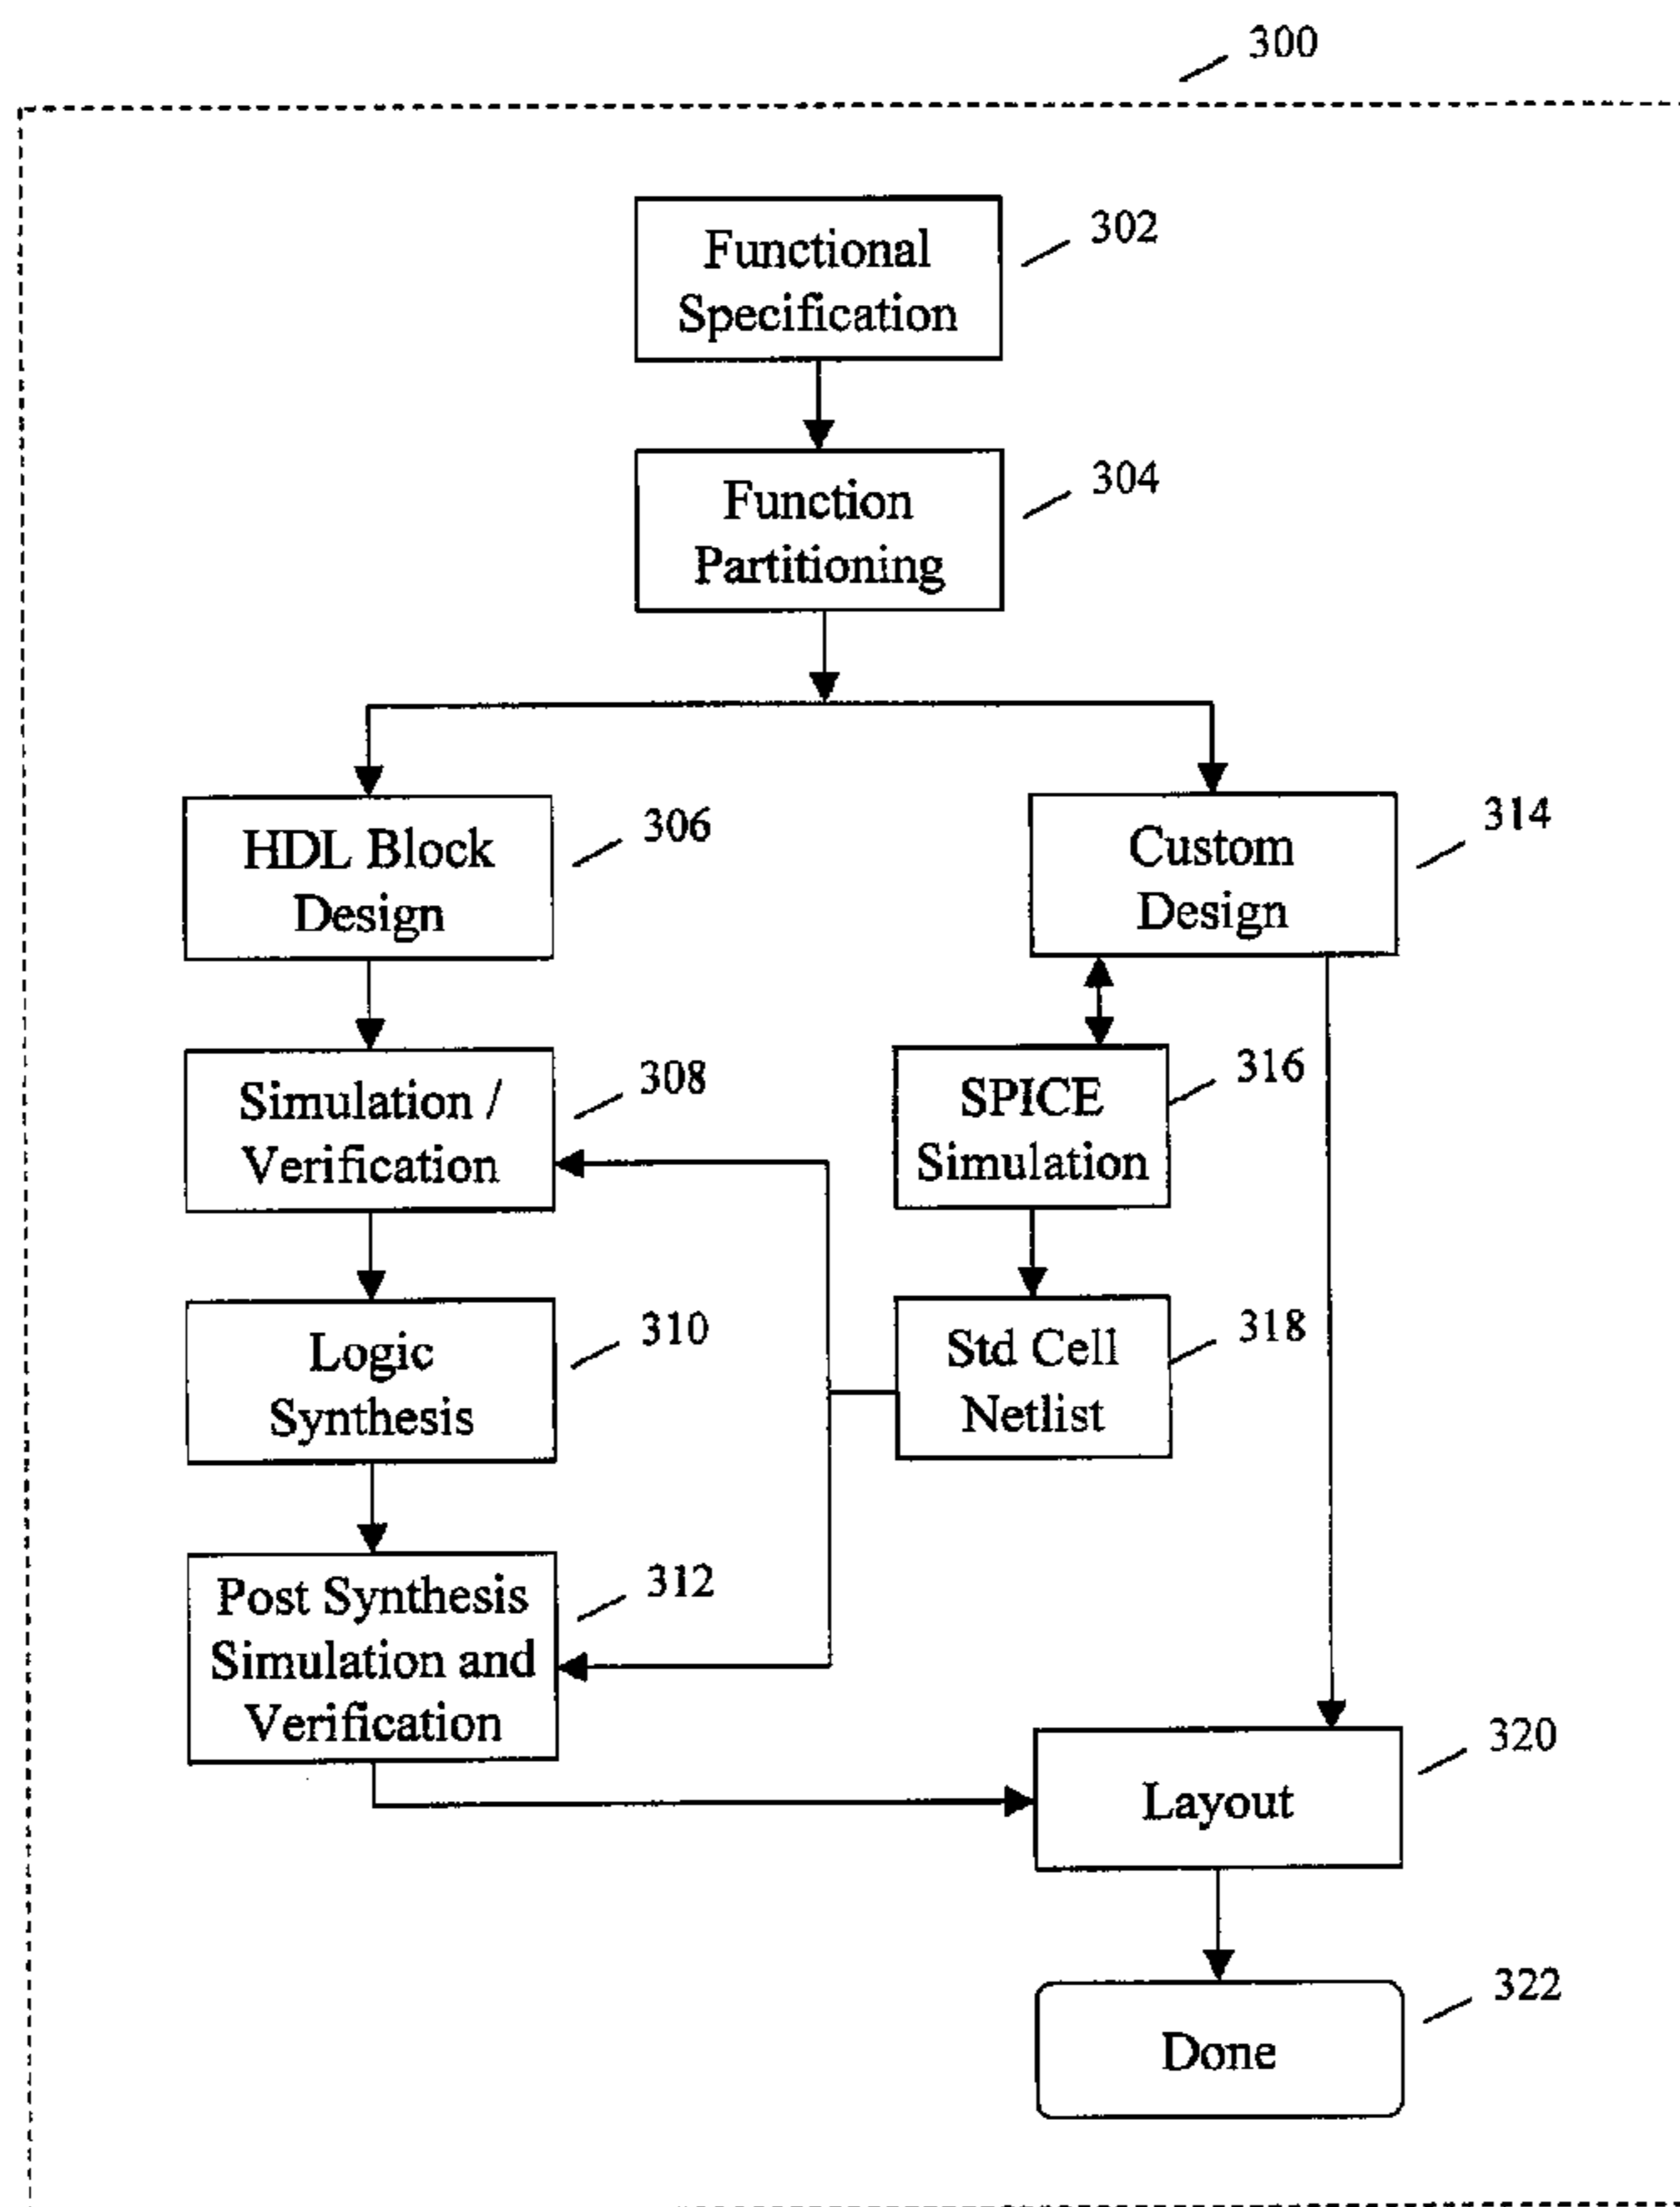 300
Functional
Specification
302
Function
Partitioning
304
HDL Block
Design
306
Custom
Design
314
Simulation /
Verification
308
SPICE
Simulation
316
Logic
Synthesis
310
Std Cell
Netlist
318
Post Synthesis
Simulation and
Verification
312
Layout
320
Done
322